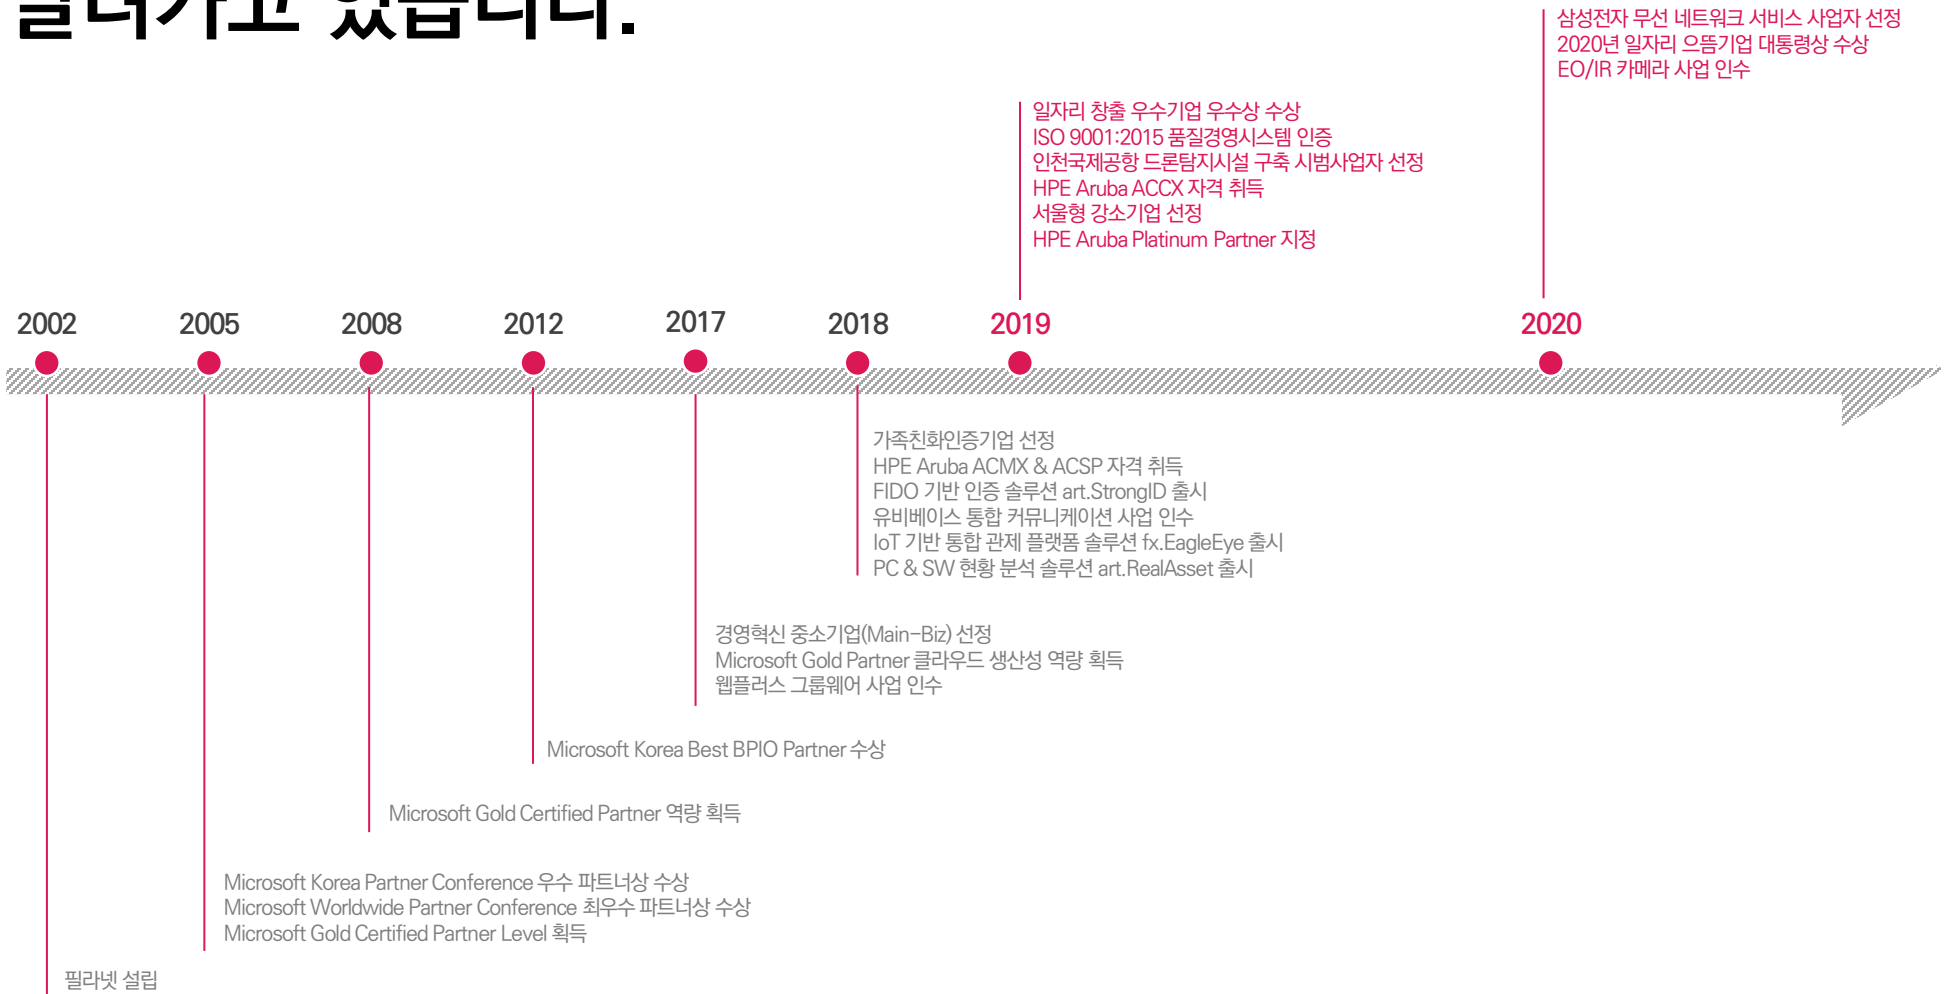 달려가고 있습니다.
삼성전자 무선 네트워크 서비스 사업자 선정
2020년 일자리 으뜸기업 대통령상 수상
EO/IR 카메라 사업 인수
일자리 창출 우수기업 우수상 수상
ISO 9001:2015 품질경영시스템 인증
인천국제공항 드론탐지시설 구축 시범사업자 선정
HPE Aruba ACCX 자격 취득
서울형 강소기업 선정
HPE Aruba Platinum Partner 지정
2002 2005 2008 2012 2017 2018 2019 2020
가족친화인증기업 선정
HPE Aruba ACMX & ACSP 자격 취득
FIDO 기반 인증 솔루션 art.StrongID 출시
유비베이스 통합 커뮤니케이션 사업 인수
IoT 기반 통합 관제 플랫폼 솔루션 fx.EagleEye 출시
PC & SW 현황 분석 솔루션 art.RealAsset 출시
경영혁신 중소기업(Main-Biz) 선정
Microsoft Gold Partner 클라우드 생산성 역량 획득
웹플러스 그룹웨어 사업 인수
Microsoft Korea Best BPIO Partner 수상
Microsoft Gold Certified Partner 역량 획득
Microsoft Korea Partner Conference 우수 파트너상 수상
Microsoft Worldwide Partner Conference 최우수 파트너상 수상
Microsoft Gold Certified Partner Level 획득
필라넷 설립